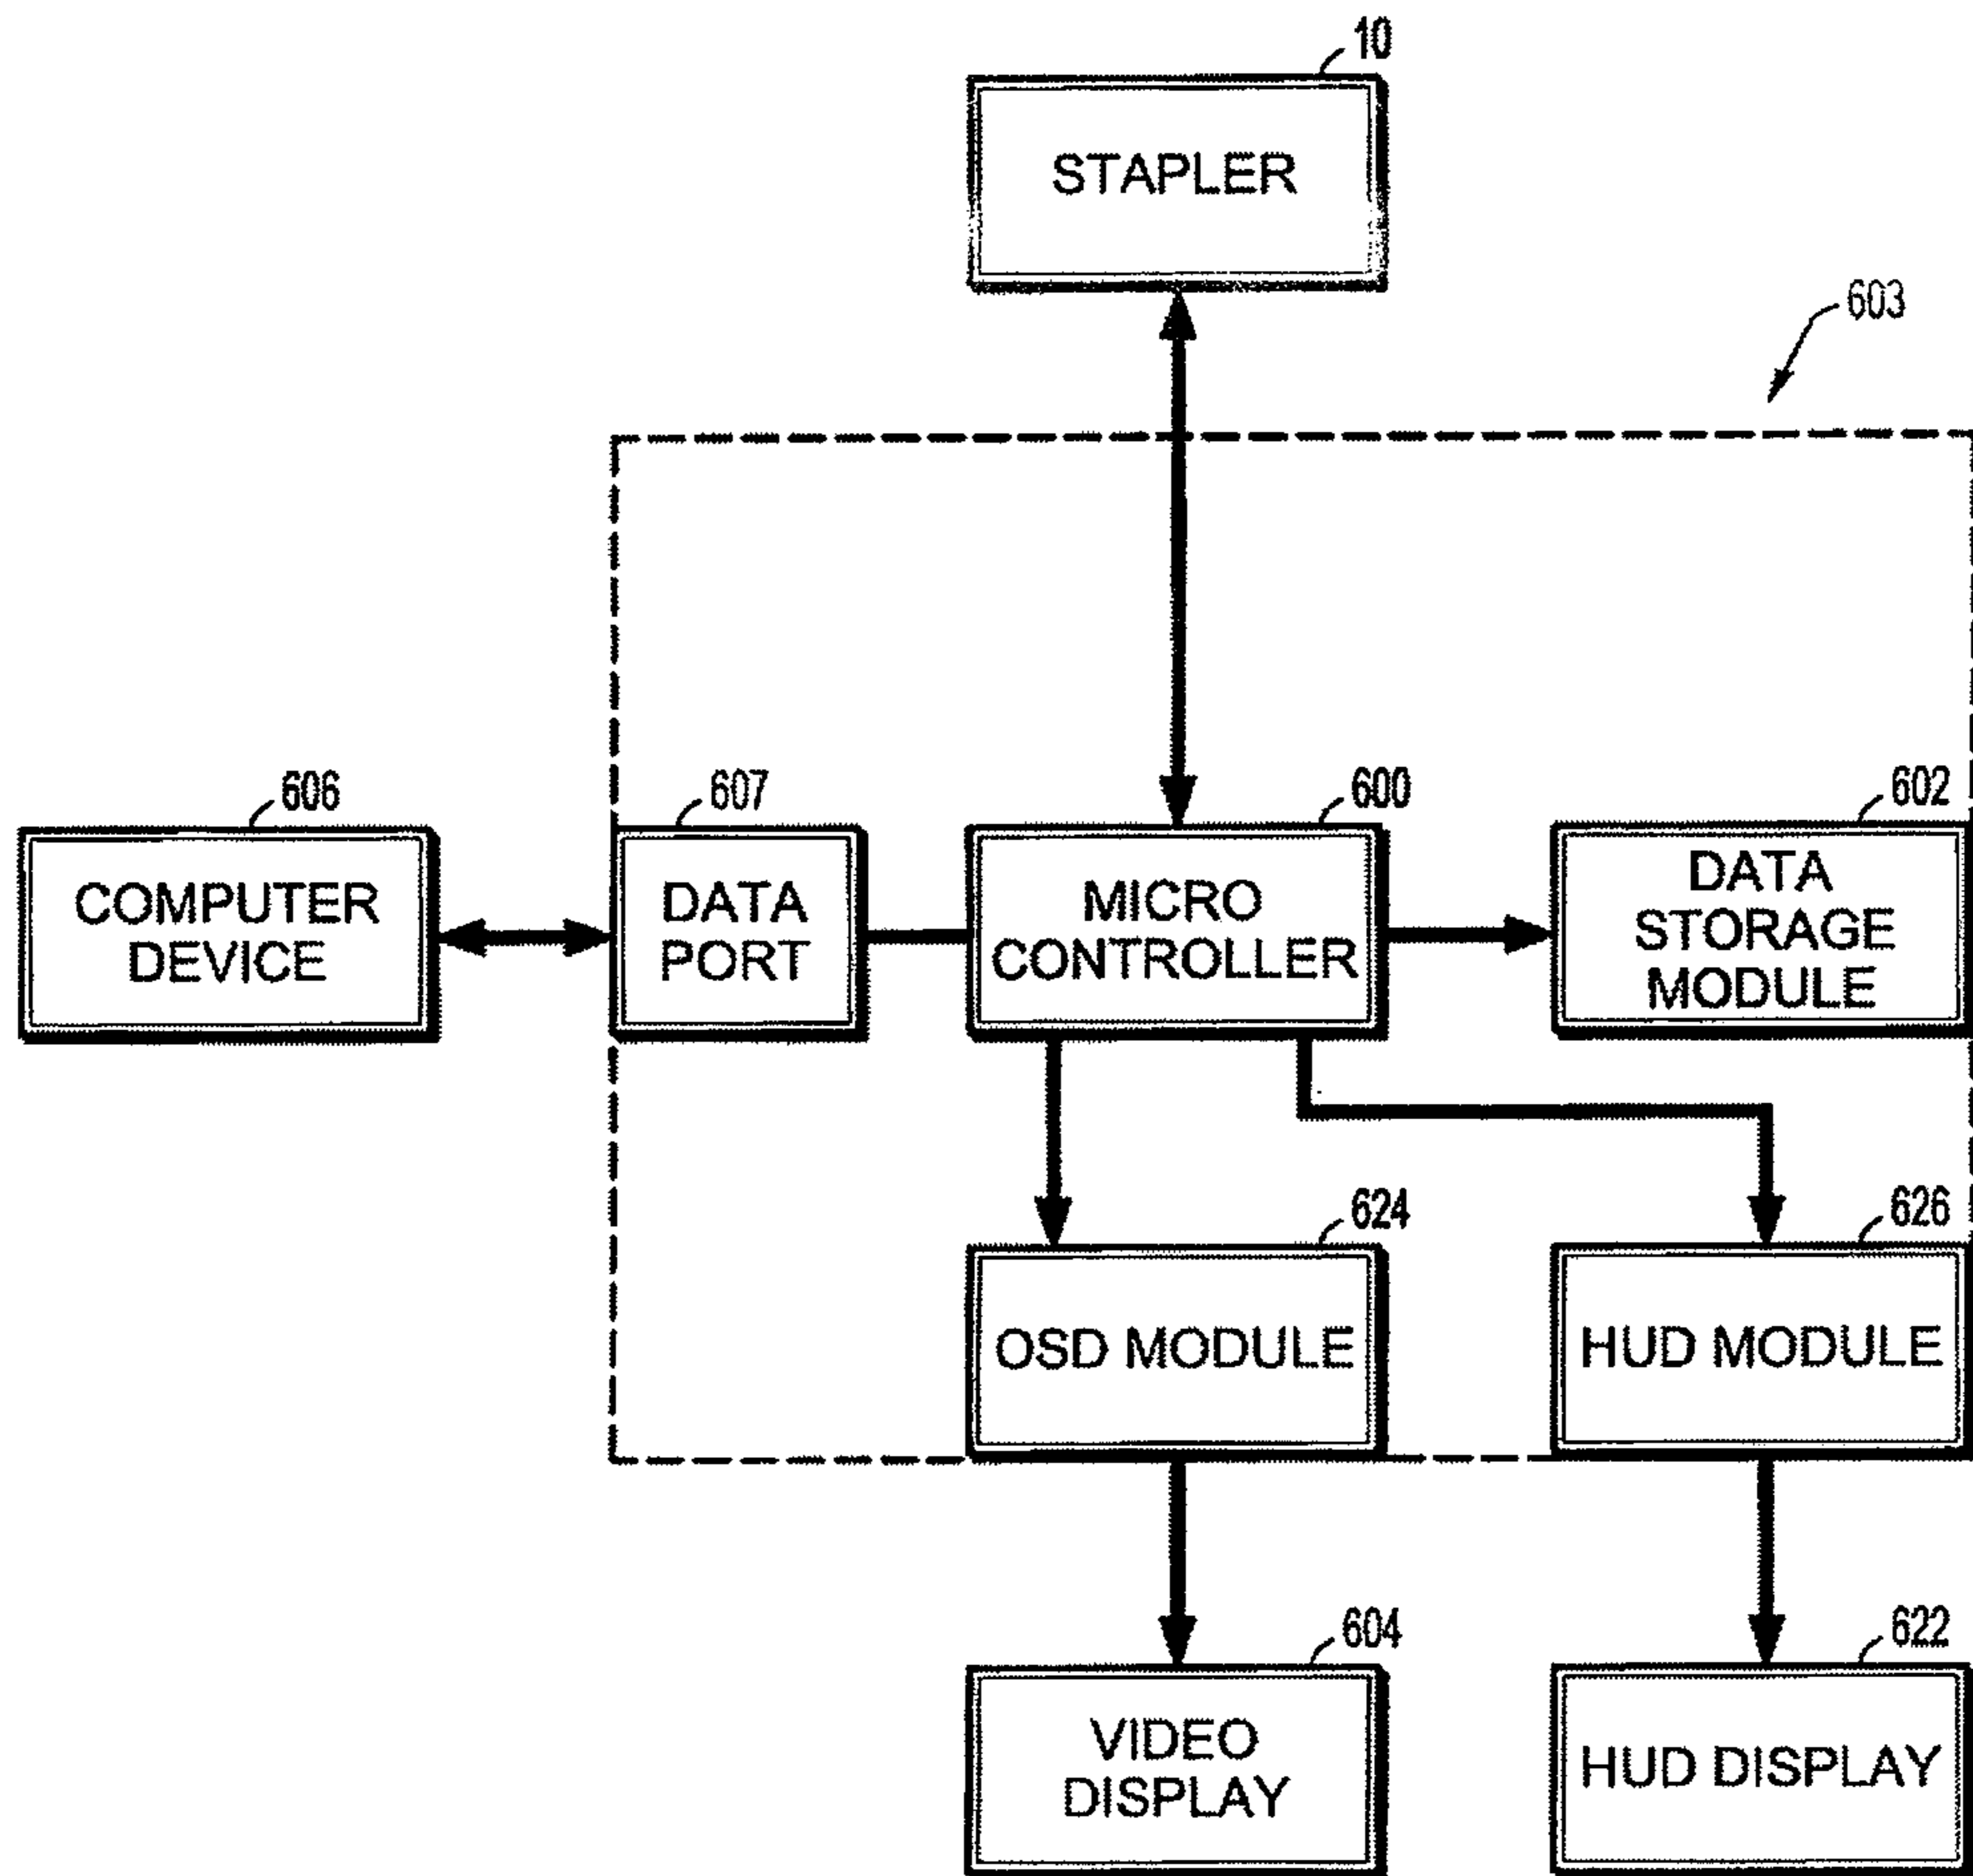 10
STAPLER
603
606
607
600
602
COMPUTER
DEVICE
DATA
PORT
MICRO
CONTROLLER
DATA
STORAGE
MODULE
624
626
OSD MODULE
HUD MODULE
604
622
VIDEO
DISPLAY
HUD DISPLAY